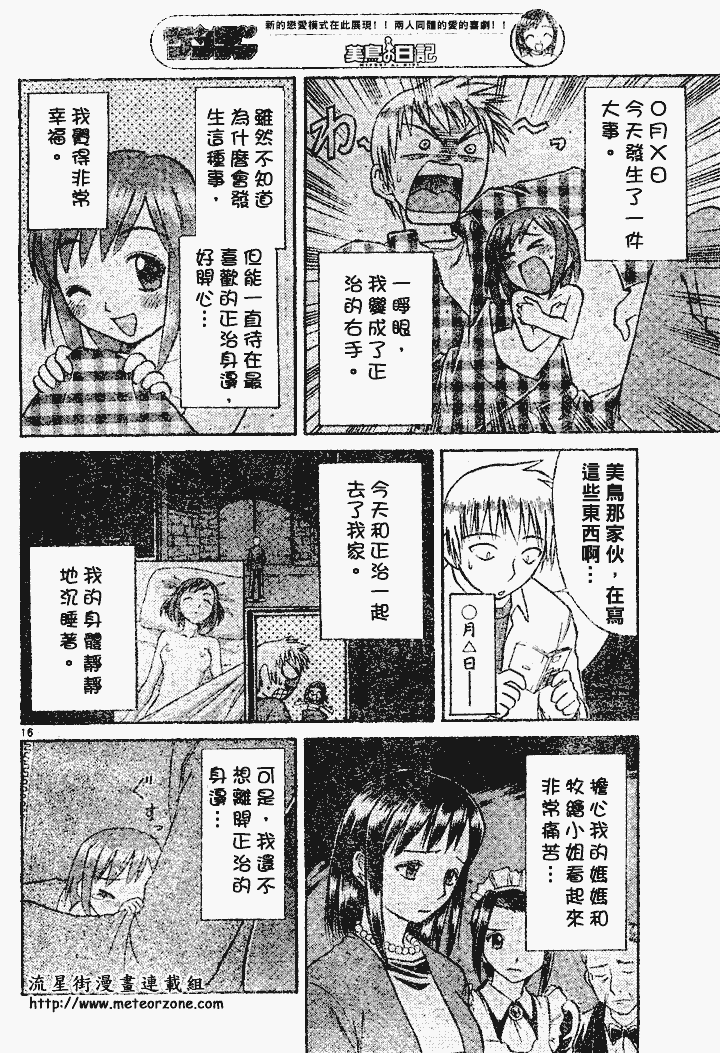 新的戀愛模式在此展現!!兩人同體的愛的喜劇!!
美鳥の日記
〇月X日
今天發生了一件
大事。
わ〜
一睜眼，
我變成了正
治的右手。
雖然不知道
為什麼會發
生這種事，
但能一直待在最
喜歡的正治身邊，
好開心…
我覺得非常
幸福。
美鳥那家伙，在寫
這些東西啊…
〇月△日——
今天和正治一起
去了我家。
我的身體靜靜
地沉睡著。
16
擔心我的媽媽和
牧繪小姐看起來
非常痛苦…
可是，我還不
想離開正治的
身邊…
ぐすっ
流星街漫畫連載組
http://www.meteorzone.com/